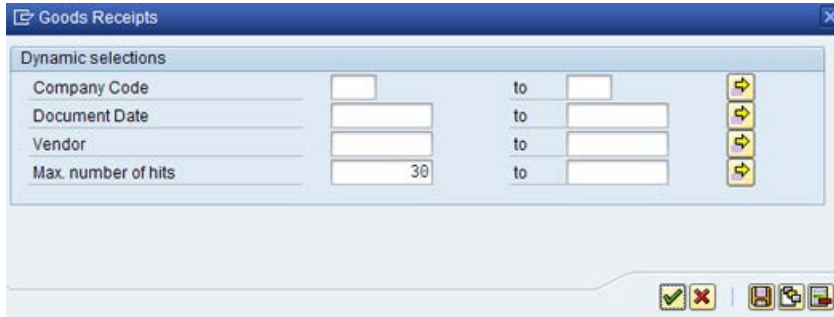 Goods Receipts
Dynamic selections
Company Code to
Document Date to
Vendor to
Max. number of hits 30 to